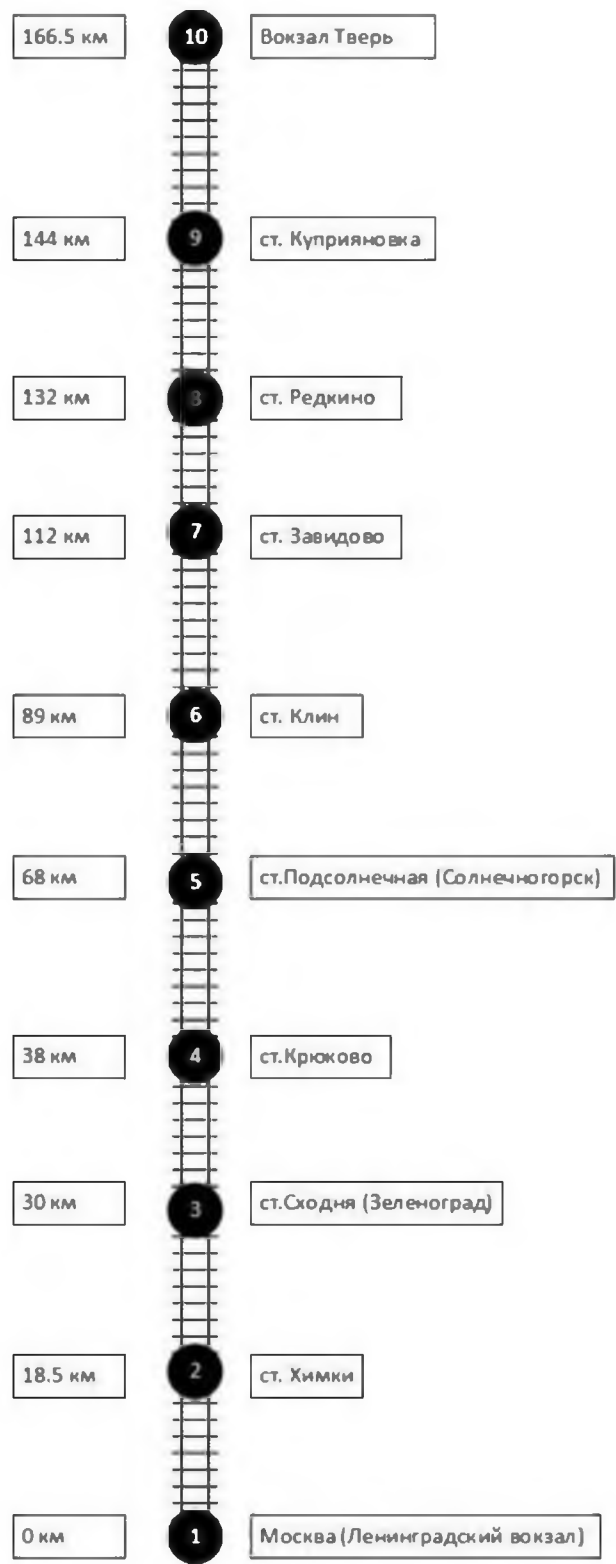 166.5 км 10 Вокзал Тверь
144 км 9 ст. Куприяновка
132 км 8 ст. Редкино
112 км 7 ст. Завидово
89 км 6 ст. Клин
68 км 5 ст.Подсолнечная (Солнечногорск)
38 км 4 ст.Крюково
30 км 3 ст.Сходня (Зеленоград)
18.5 км 2 ст. Химки
0 км 1 Москва (Ленинградский вокзал)